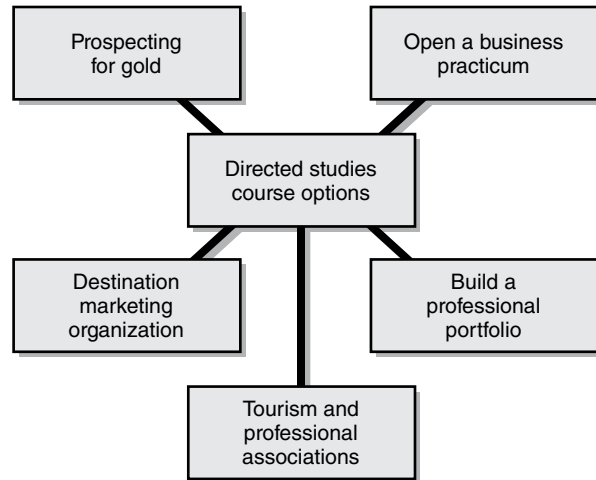 Prospecting
for gold
Open a business
practicum
Directed studies
course options
Destination
marketing
organization
Build a
professional
portfolio
Tourism and
professional
associations